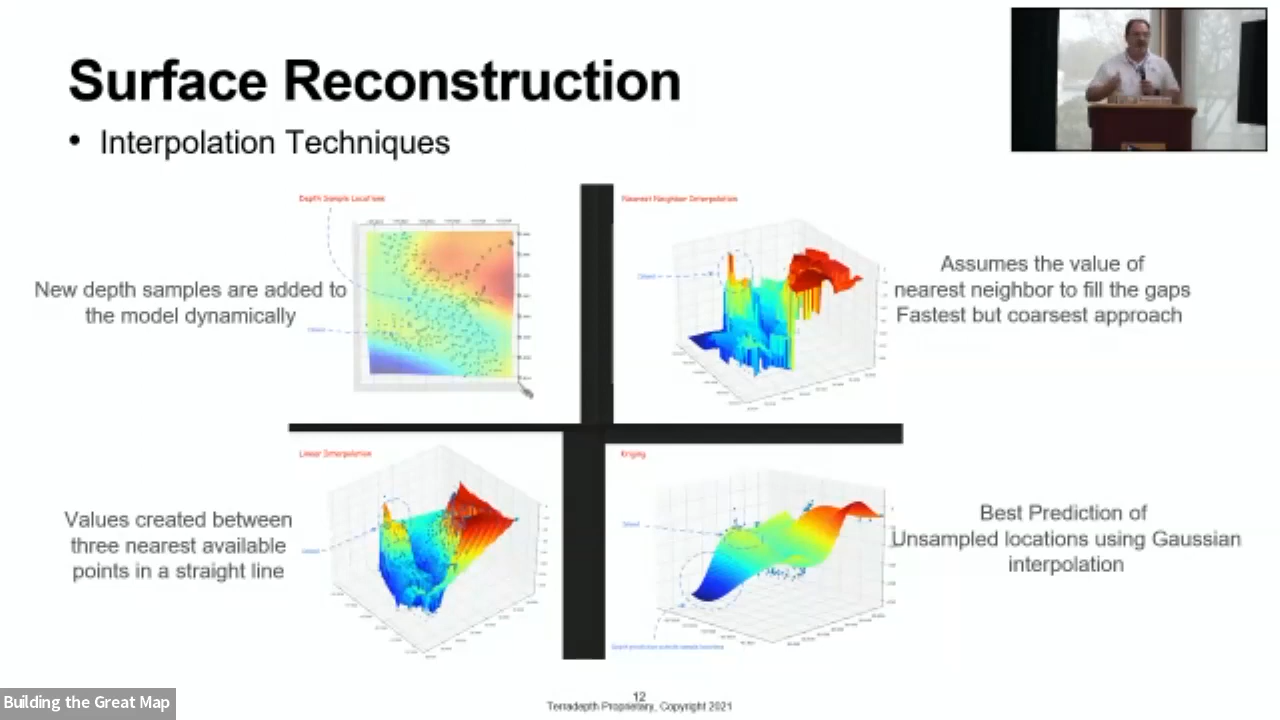 Surface Reconstruction
• Interpolation Techniques
Depth Sample Locations
New depth samples are added to
the model dynamically
Nearest Neighbor Interpolation
Assumes the value of
nearest neighbor to fill the gaps
Fastest but coarsest approach
Linear Interpolation
Values created between
three nearest available
points in a straight line
Kriging
Best Prediction of
Unsampled locations using Gaussian
interpolation
12
Terradepth Proprietary, Copyright 2021
Building the Great Map